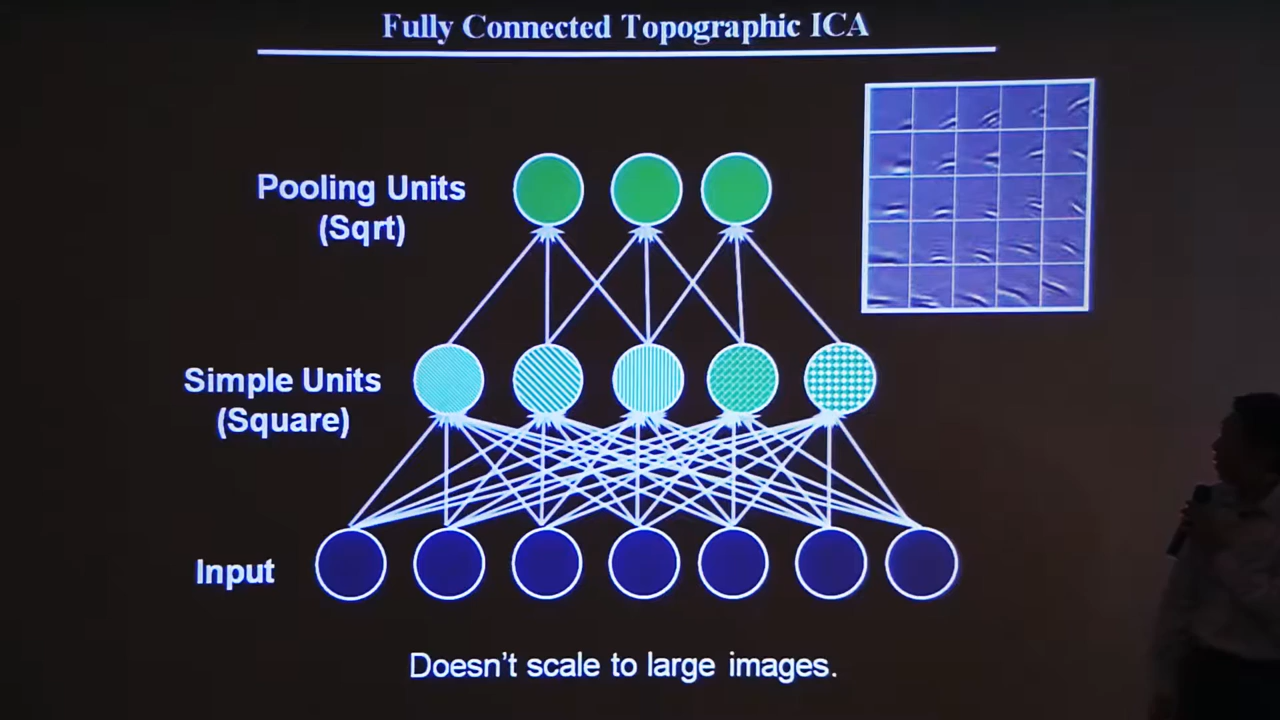 Fully Connected Topographic ICA
Pooling Units
(Sqrt)
Simple Units
(Square)
Input
Doesn't scale to large images.